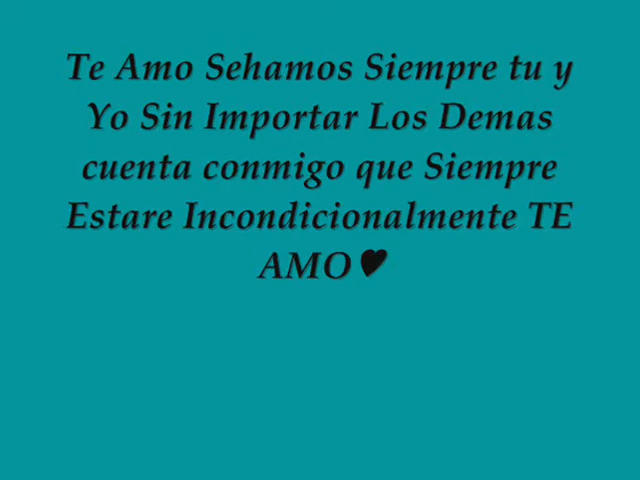 Te Amo Sehamos Siempre tu y
Yo Sin Importar Los Demas
cuenta conmigo que Siempre
Estare Incondicionalmente TE
AMO♥